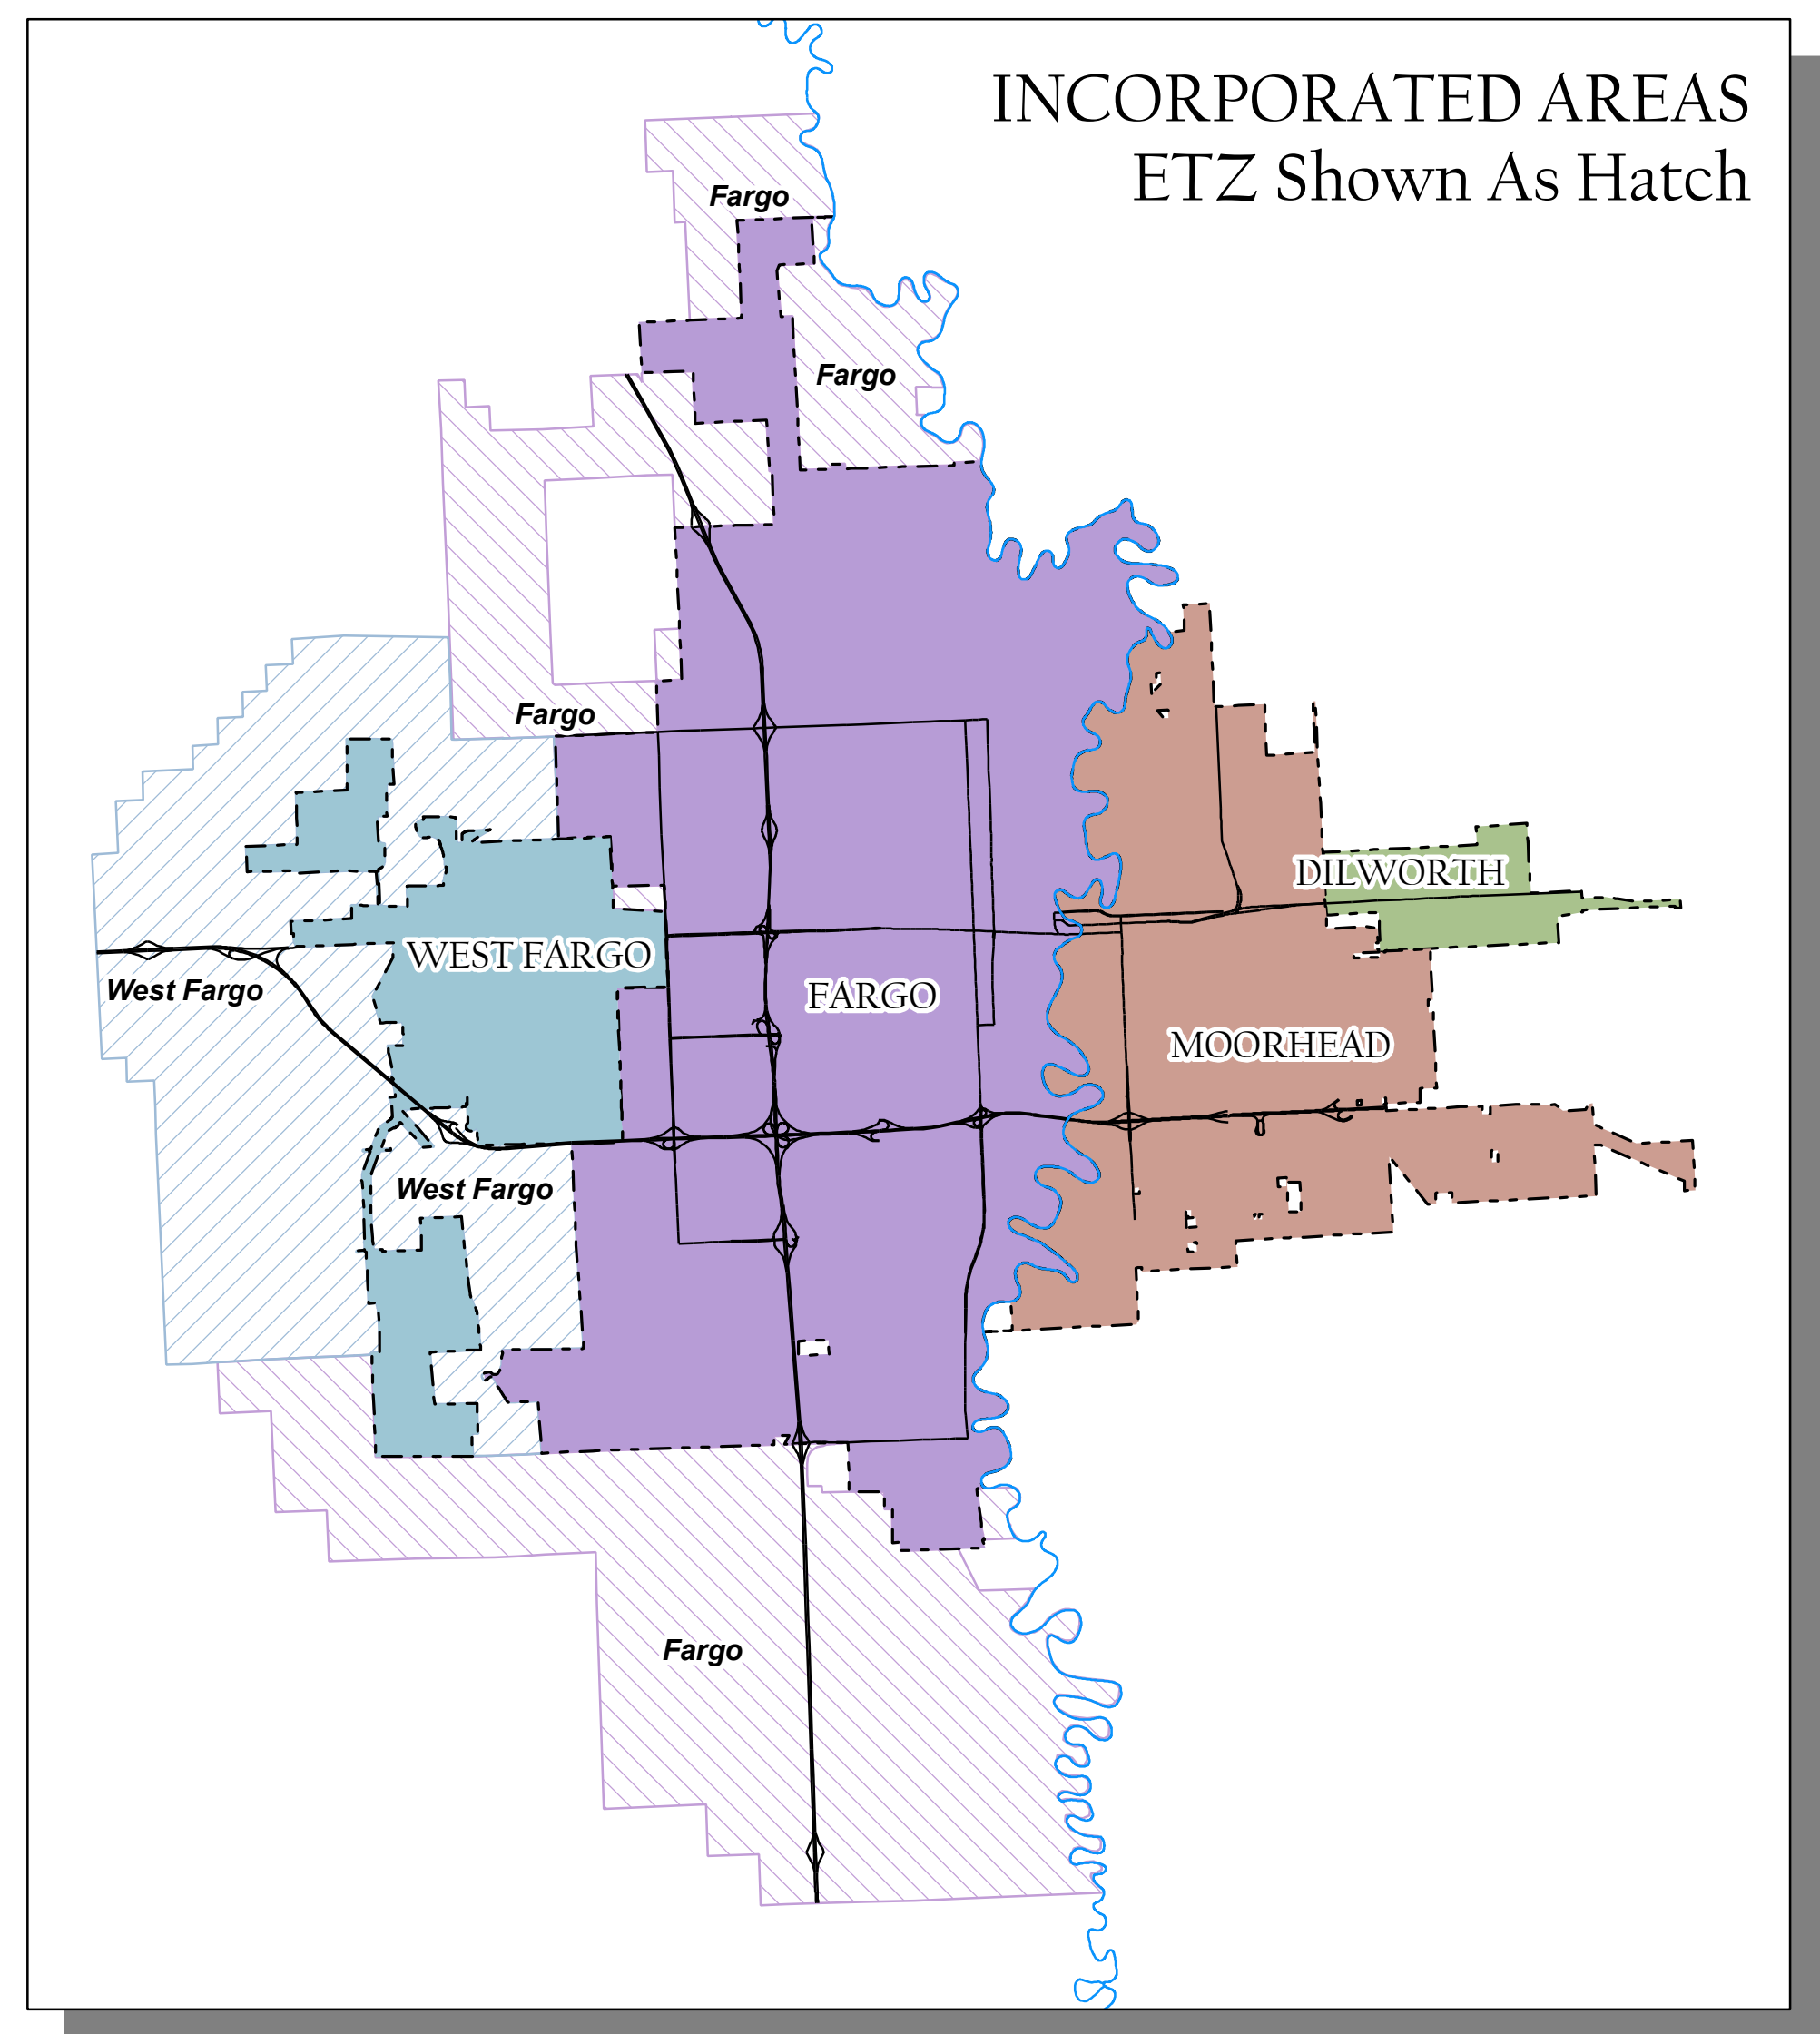 INCORPORATED AREAS
ETZ Shown As Hatch
Fargo
Fargo
Fargo
DILWORTH
WEST FARGO
West Fargo
FARGO
MOORHEAD
West Fargo
Fargo